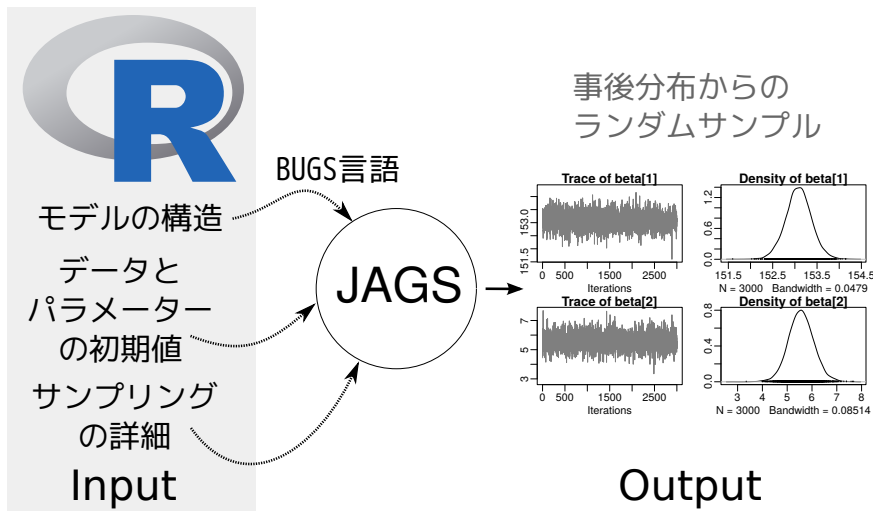 R
BUGS言語
モデルの構造
データと
パラメーター
の初期値
サンプリング
の詳細
Input
JAGS
事後分布からの
ランダムサンプル
Trace of beta[1]
151.5 153.0
0 500 1500 2500
Iterations
Density of beta[1]
0.0 0.6 1.2
151.5 152.5 153.5 154.5
N = 3000 Bandwidth = 0.0479
Trace of beta[2]
3 5 7
0 500 1500 2500
Iterations
Density of beta[2]
0.0 0.4 0.8
3 4 5 6 7 8
N = 3000 Bandwidth = 0.08514
Output